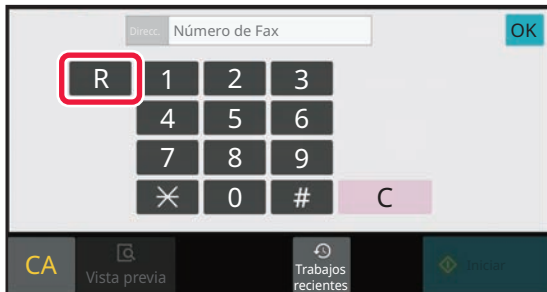 Direcc. Número de Fax OK
R 1 2 3
4 5 6
7 8 9
* 0 # C
CA Vista previa Trabajos Iniciar
recientes